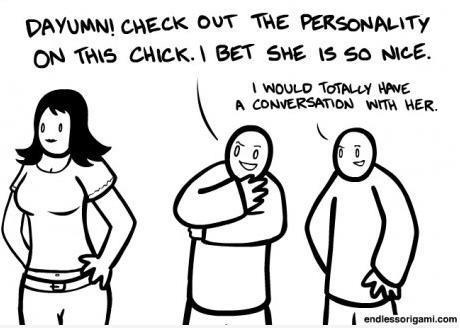 DAYUMN! CHECK OUT THE PERSONALITY
ON THIS CHICK. I BET SHE IS SO NICE.
I WOULD TOTALLY HAVE
A CONVERSATION WITH HER.
endlessorigami.com